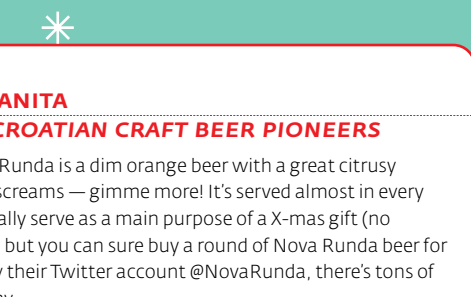 ANITA
CROATIAN CRAFT BEER PIONEERS
Runda is a dim orange beer with a great citrusy
screams — gimme more! It's served almost in every
ally serve as a main purpose of a X-mas gift (no
but you can sure buy a round of Nova Runda beer for
y their Twitter account @NovaRunda, there's tons of